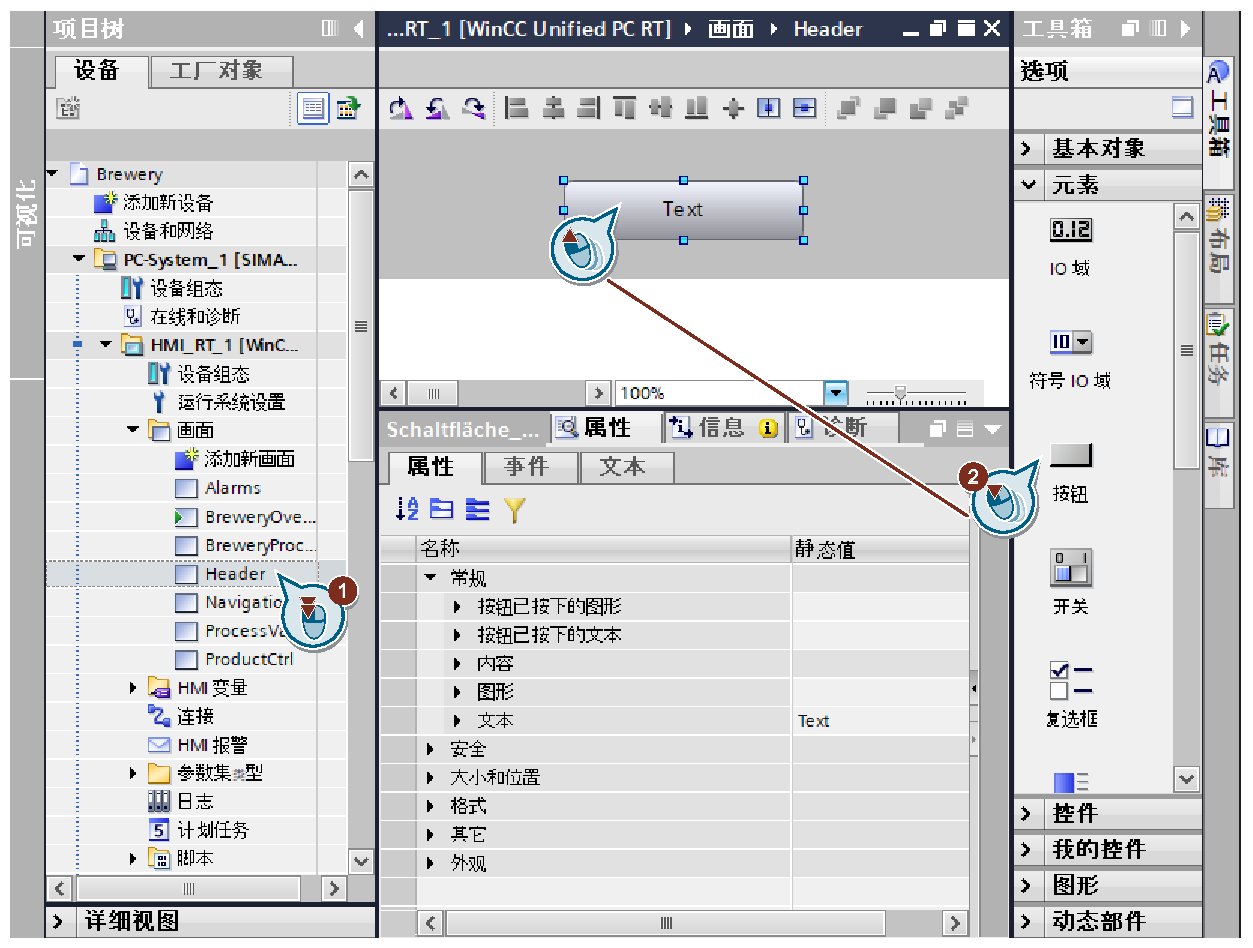 项目树
设备
工厂对象
可视化
Brewery
添加新设备
设备和网络
PC-System_1 [SIMA...
设备组态
在线和诊断
HMI_RT_1 [WinC...
设备组态
运行系统设置
画面
添加新画面
Alarms
BreweryOve...
BreweryProc...
Header
1
Navigatio
ProcessVa
ProductCtrl
HMI 变量
连接
HMI 报警
参数集类型
日志
计划任务
脚本
详细视图
...RT_1 [WinCC Unified PC RT]
画面
Header
Text
100%
Schaltfläche_...
属性
信息
诊断
属性
事件
文本
名称
静态值
常规
按钮已按下的图形
按钮已按下的文本
内容
图形
文本
Text
安全
大小和位置
格式
其它
外观
工具箱
选项
基本对象
元素
0.12
IO 域
10
符号 IO 域
2
按钮
0 1
开关
复选框
控件
我的控件
图形
动态部件
工具箱
布局
任务
库